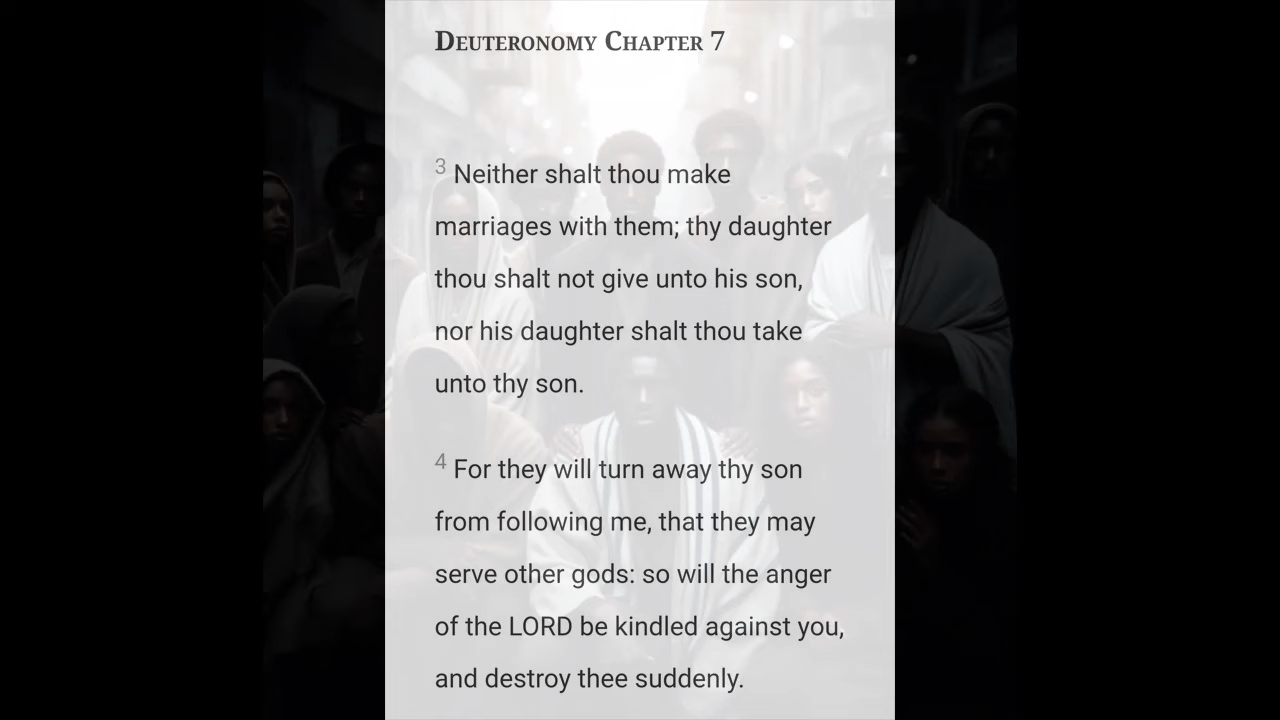 Deuteronomy Chapter 7
3 Neither shalt thou make
marriages with them; thy daughter
thou shalt not give unto his son,
nor his daughter shalt thou take
unto thy son.
4 For they will turn away thy son
from following me, that they may
serve other gods: so will the anger
of the LORD be kindled against you,
and destroy thee suddenly.